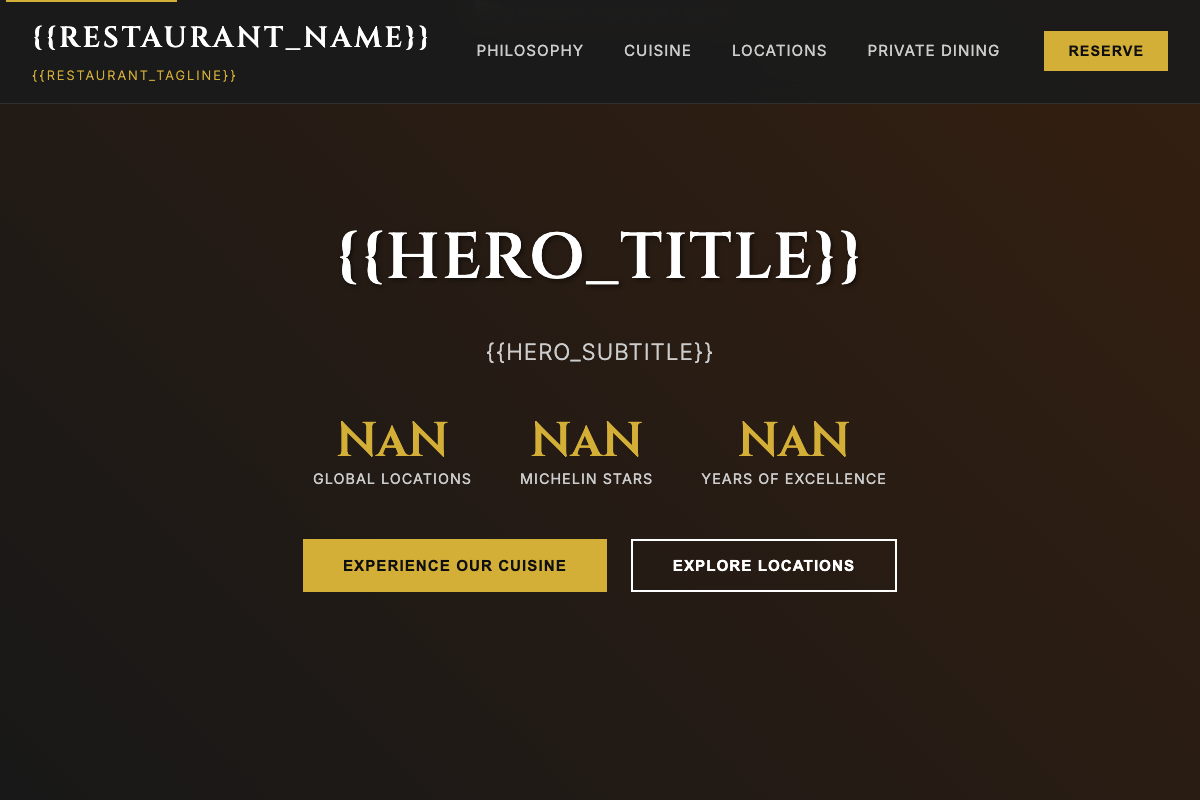 {{RESTAURANT_NAME}}
{{RESTAURANT_TAGLINE}}
PHILOSOPHY CUISINE LOCATIONS PRIVATE DINING RESERVE
{{HERO_TITLE}}
{{HERO_SUBTITLE}}
NaN NaN NaN
GLOBAL LOCATIONS MICHELIN STARS YEARS OF EXCELLENCE
EXPERIENCE OUR CUISINE EXPLORE LOCATIONS